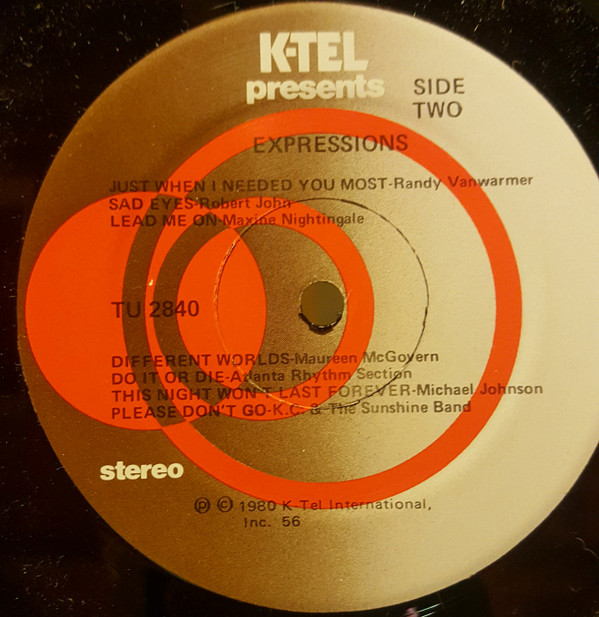 K-TEL
presents
SIDE
TWO
EXPRESSIONS
JUST WHEN I NEEDED YOU MOST-Randy Vanwarmer
SAD EYES-Robert John
LEAD ME ON-Maxine Nightingale
TU 2840
DIFFERENT WORLDS-Maureen McGovern
DO IT OR DIE-Atlanta Rhythm Section
THIS NIGHT WON'T LAST FOREVER-Michael Johnson
PLEASE DON'T GO-K.C. & The Sunshine Band
stereo
℗ © 1980 K-Tel International,
Inc. 56